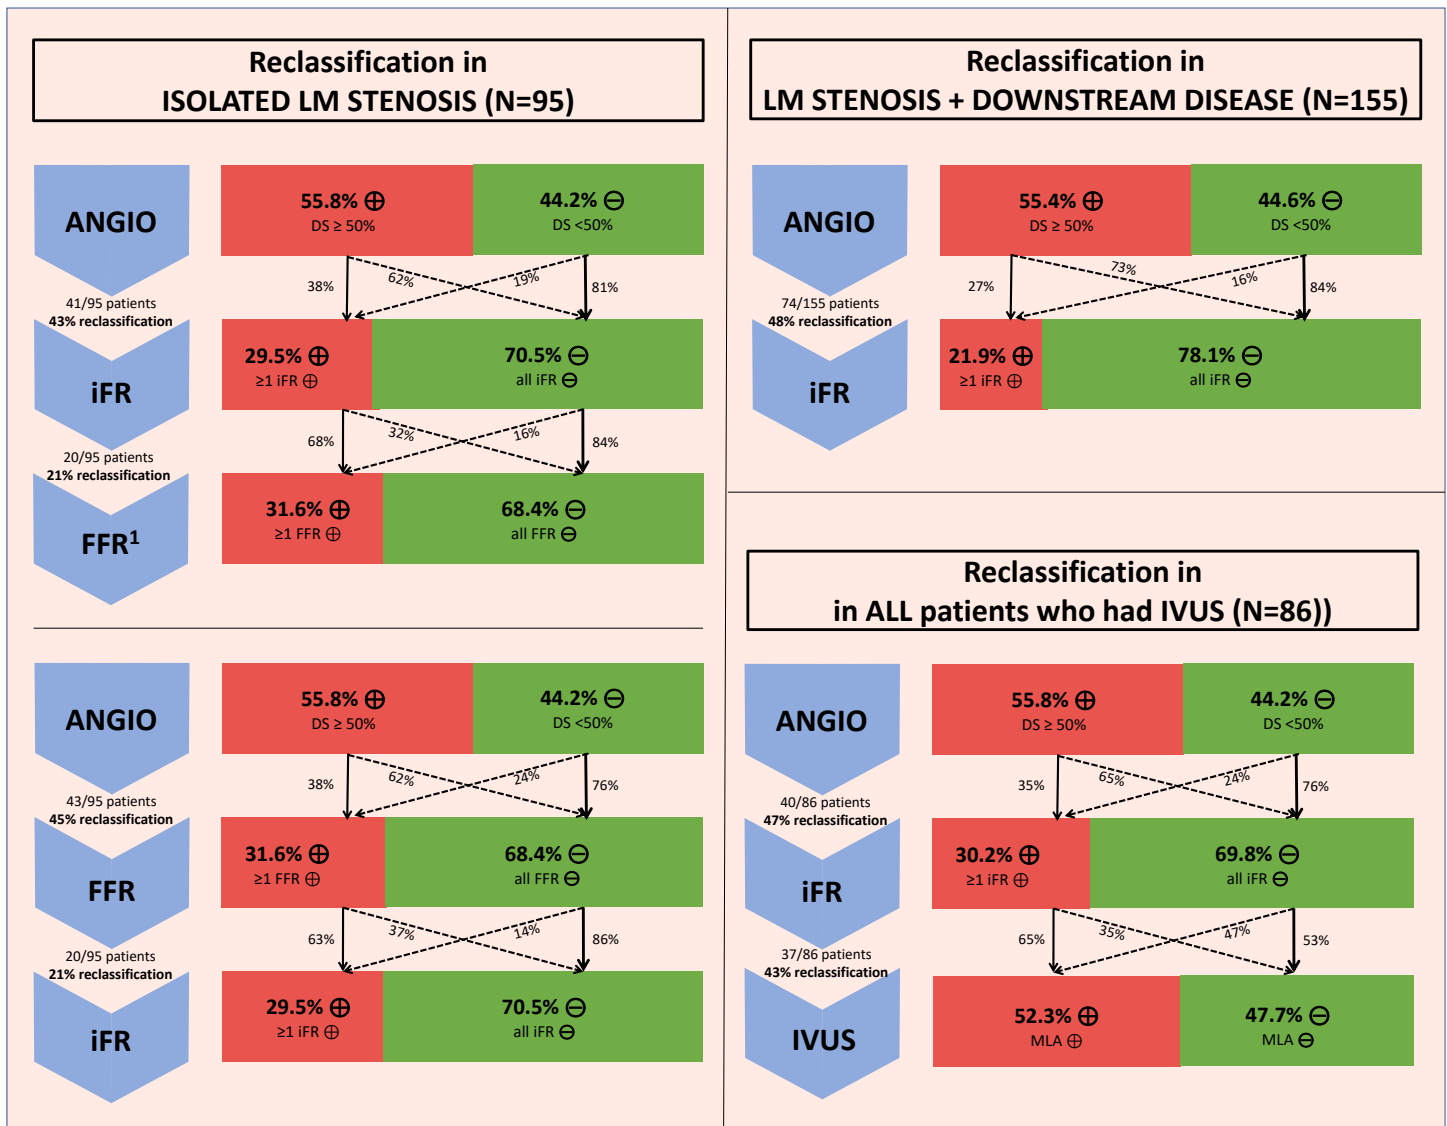 Reclassification in
ISOLATED LM STENOSIS (N=95)
ANGIO
55.8% ⊕
DS ≥ 50%
44.2% ⊖
DS <50%
38%
62%
19%
81%
41/95 patients
43% reclassification
iFR
29.5% ⊕
≥1 iFR ⊕
70.5% ⊖
all iFR ⊖
68%
32%
16%
84%
20/95 patients
21% reclassification
FFR¹
31.6% ⊕
≥1 FFR ⊕
68.4% ⊖
all FFR ⊖
ANGIO
55.8% ⊕
DS ≥ 50%
44.2% ⊖
DS <50%
38%
62%
24%
76%
43/95 patients
45% reclassification
FFR
31.6% ⊕
≥1 FFR ⊕
68.4% ⊖
all FFR ⊖
63%
37%
14%
86%
20/95 patients
21% reclassification
iFR
29.5% ⊕
≥1 iFR ⊕
70.5% ⊖
all iFR ⊖
Reclassification in
LM STENOSIS + DOWNSTREAM DISEASE (N=155)
ANGIO
55.4% ⊕
DS ≥ 50%
44.6% ⊖
DS <50%
27%
73%
16%
84%
74/155 patients
48% reclassification
iFR
21.9% ⊕
≥1 iFR ⊕
78.1% ⊖
all iFR ⊖
Reclassification in
in ALL patients who had IVUS (N=86))
ANGIO
55.8% ⊕
DS ≥ 50%
44.2% ⊖
DS <50%
35%
65%
24%
76%
40/86 patients
47% reclassification
iFR
30.2% ⊕
≥1 iFR ⊕
69.8% ⊖
all iFR ⊖
65%
35%
47%
53%
37/86 patients
43% reclassification
IVUS
52.3% ⊕
MLA ⊕
47.7% ⊖
MLA ⊖